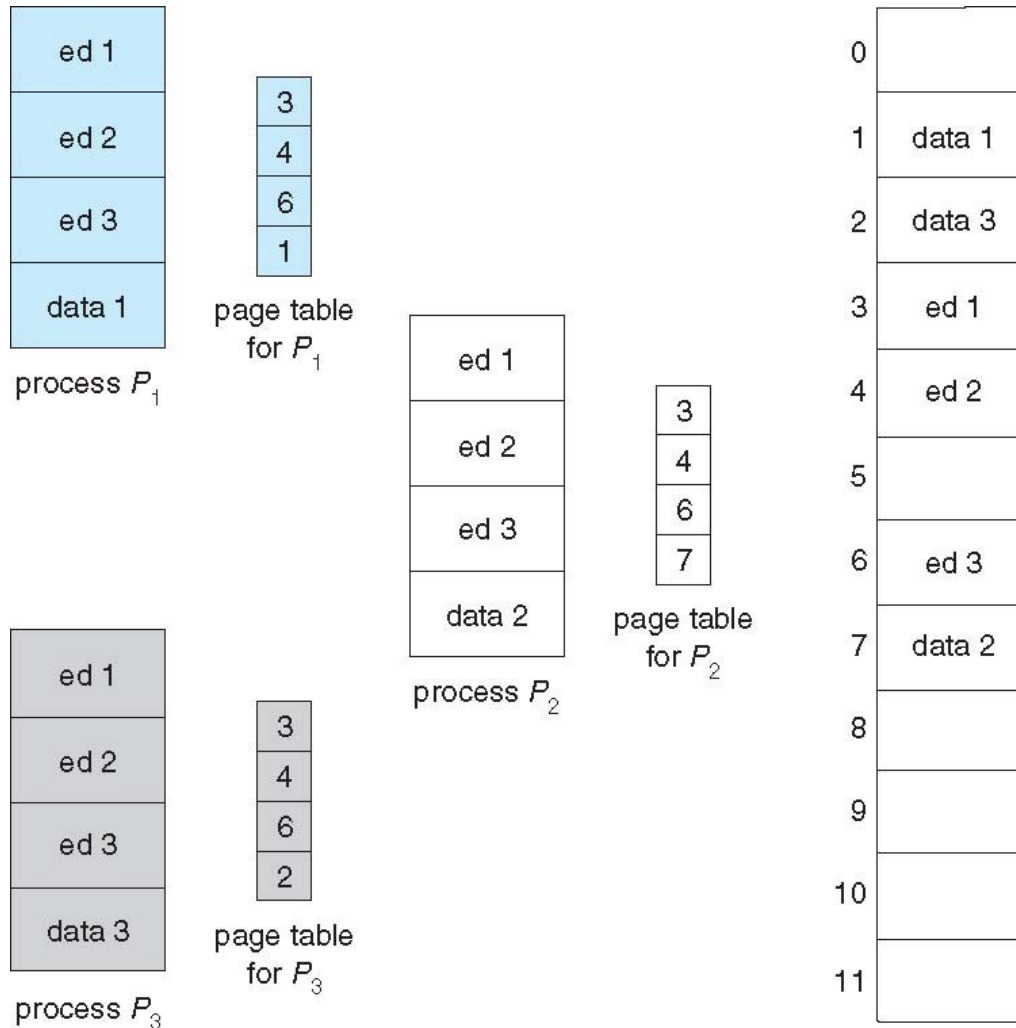 ed 1
ed 2
ed 3
data 1
process P₁
3
4
6
1
page table
for P₁
ed 1
ed 2
ed 3
data 2
process P₂
3
4
6
7
page table
for P₂
ed 1
ed 2
ed 3
data 3
process P₃
3
4
6
2
page table
for P₃
0
1 data 1
2 data 3
3 ed 1
4 ed 2
5
6 ed 3
7 data 2
8
9
10
11